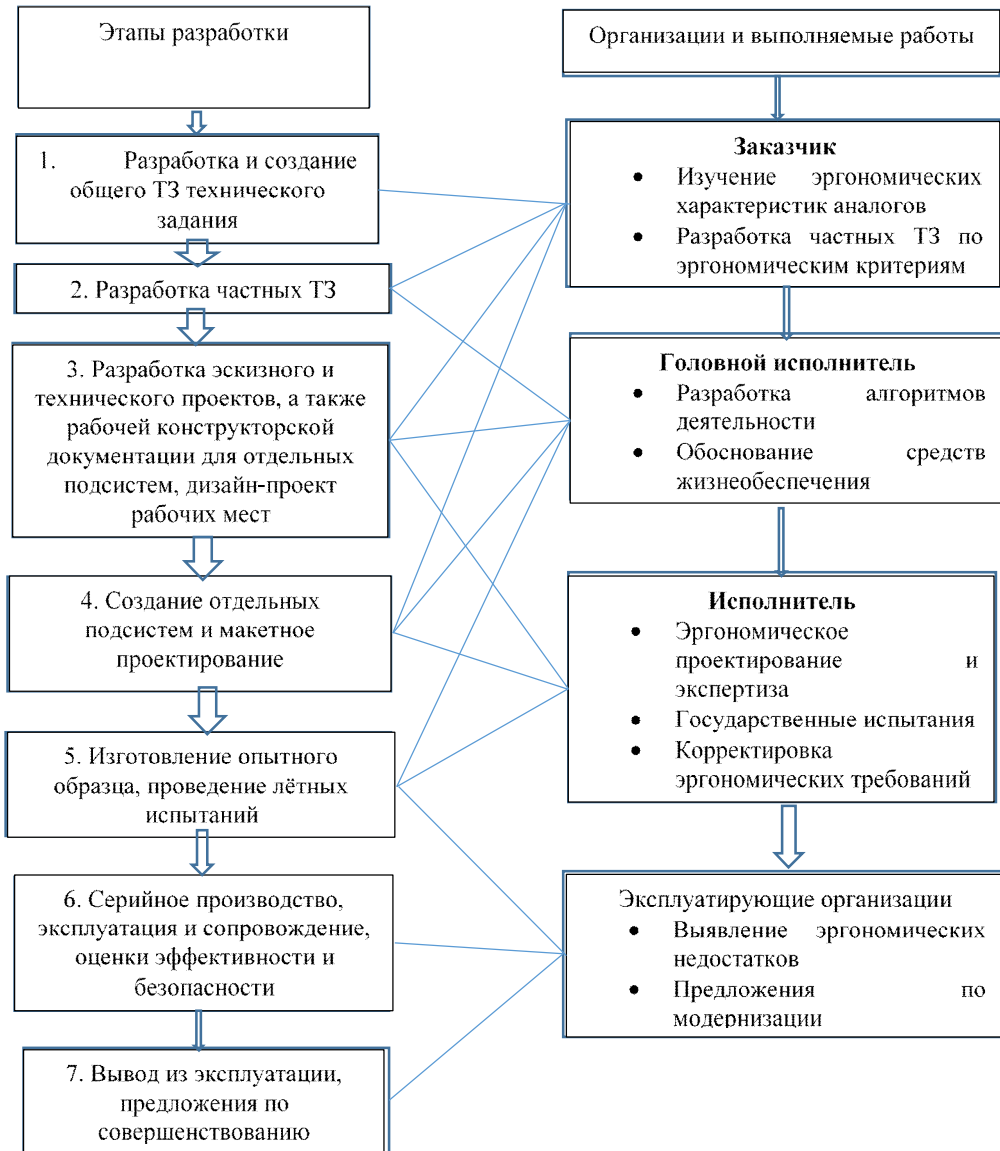 Этапы разработки
1. Разработка и создание
общего ТЗ технического
задания
2. Разработка частных ТЗ
3. Разработка эскизного и
технического проектов, а также
рабочей конструкторской
документации для отдельных
подсистем, дизайн-проект
рабочих мест
4. Создание отдельных
подсистем и макетное
проектирование
5. Изготовление опытного
образца, проведение лётных
испытаний
6. Серийное производство,
эксплуатация и сопровождение,
оценки эффективности и
безопасности
7. Вывод из эксплуатации,
предложения по
совершенствованию
Организации и выполняемые работы
Заказчик
• Изучение эргономических
характеристик аналогов
• Разработка частных ТЗ по
эргономическим критериям
Головной исполнитель
• Разработка алгоритмов
деятельности
• Обоснование средств
жизнеобеспечения
Исполнитель
• Эргономическое
проектирование и
экспертиза
• Государственные испытания
• Корректировка
эргономических требований
Эксплуатирующие организации
• Выявление эргономических
недостатков
• Предложения по
модернизации